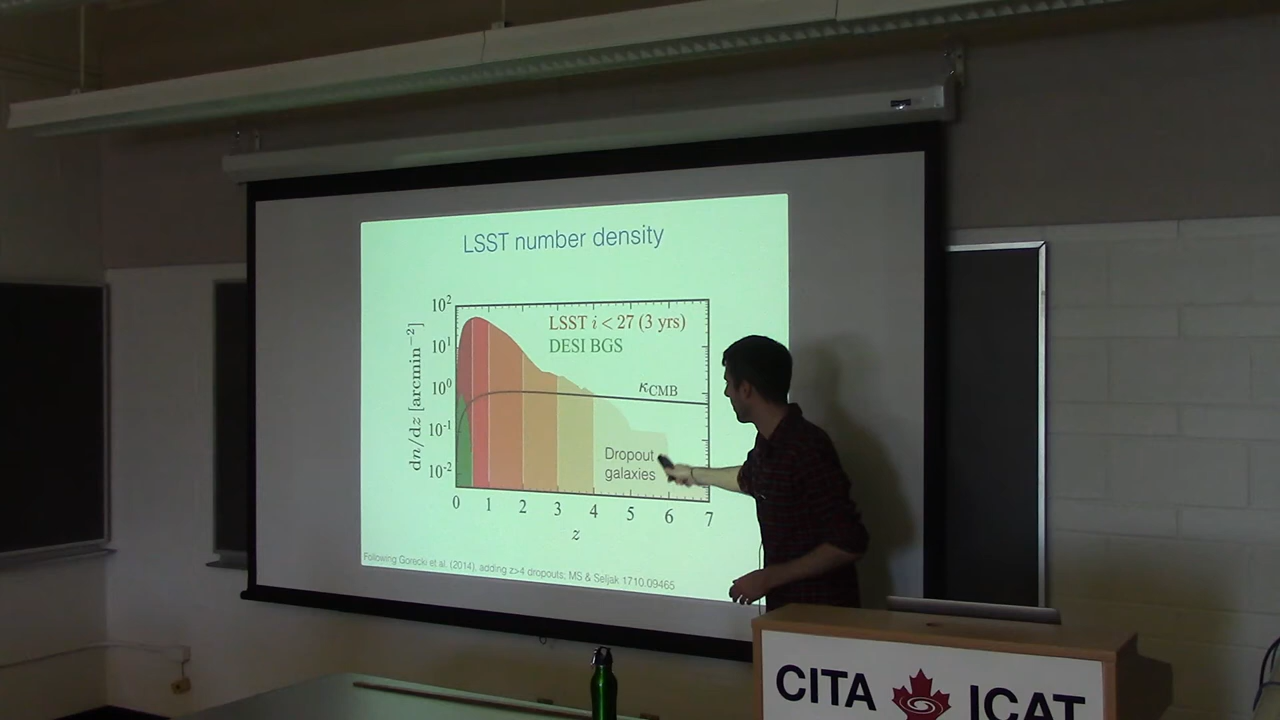 LSST number density
10²
10¹
10⁰
10⁻¹
10⁻²
dn/dz [arcmin⁻²]
LSST i < 27 (3 yrs)
DESI BGS
κCMB
Dropout
galaxies
0 1 2 3 4 5 6 7
z
Following Gorecki et al. (2014), adding z>4 dropouts; MS & Seljak 1710.09465
CITA ICAT